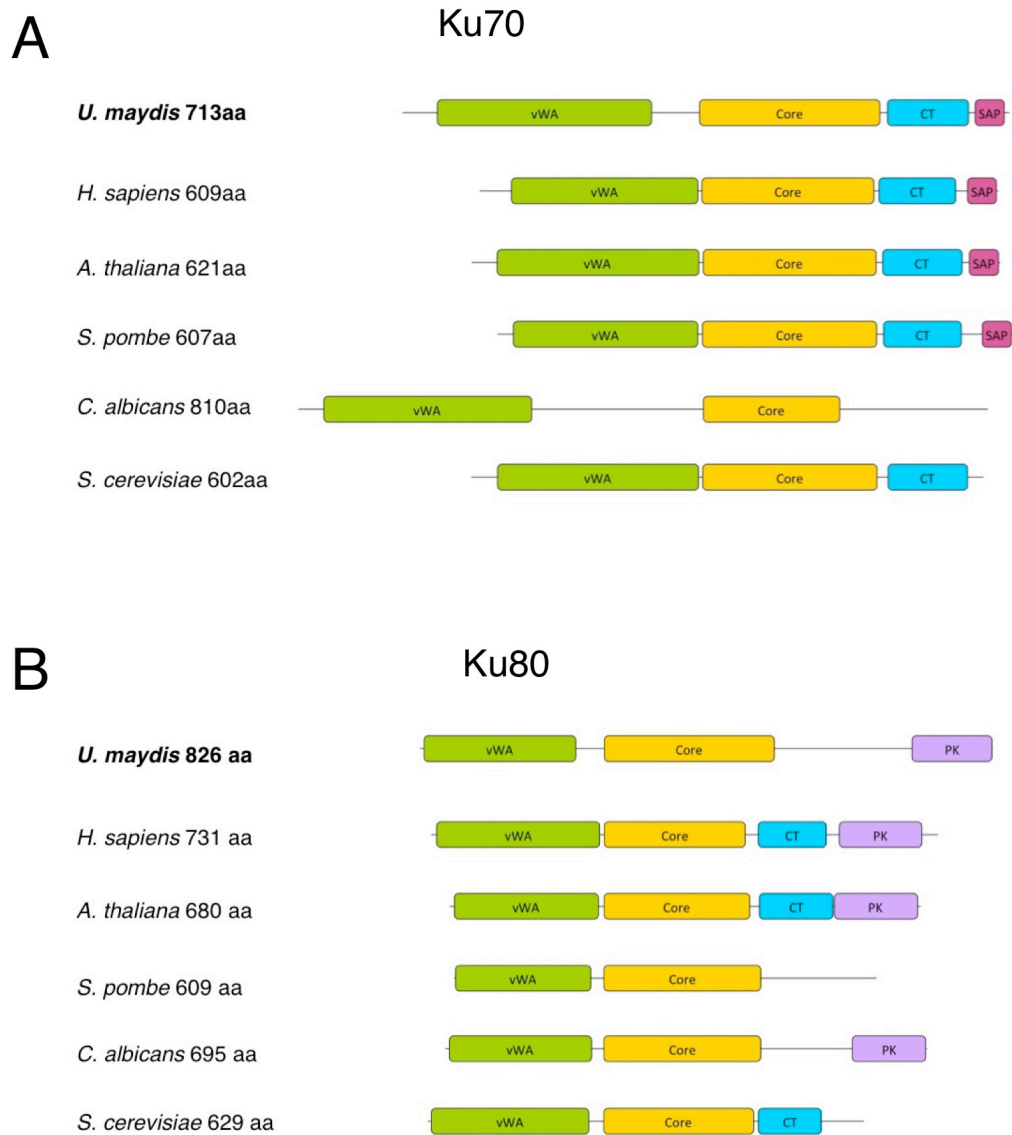 A
Ku70
U. maydis 713aa
vWA Core CT SAP
H. sapiens 609aa
vWA Core CT SAP
A. thaliana 621aa
vWA Core CT SAP
S. pombe 607aa
vWA Core CT SAP
C. albicans 810aa
vWA Core
S. cerevisiae 602aa
vWA Core CT
B
Ku80
U. maydis 826 aa
vWA Core PK
H. sapiens 731 aa
vWA Core CT PK
A. thaliana 680 aa
vWA Core CT PK
S. pombe 609 aa
vWA Core
C. albicans 695 aa
vWA Core PK
S. cerevisiae 629 aa
vWA Core CT